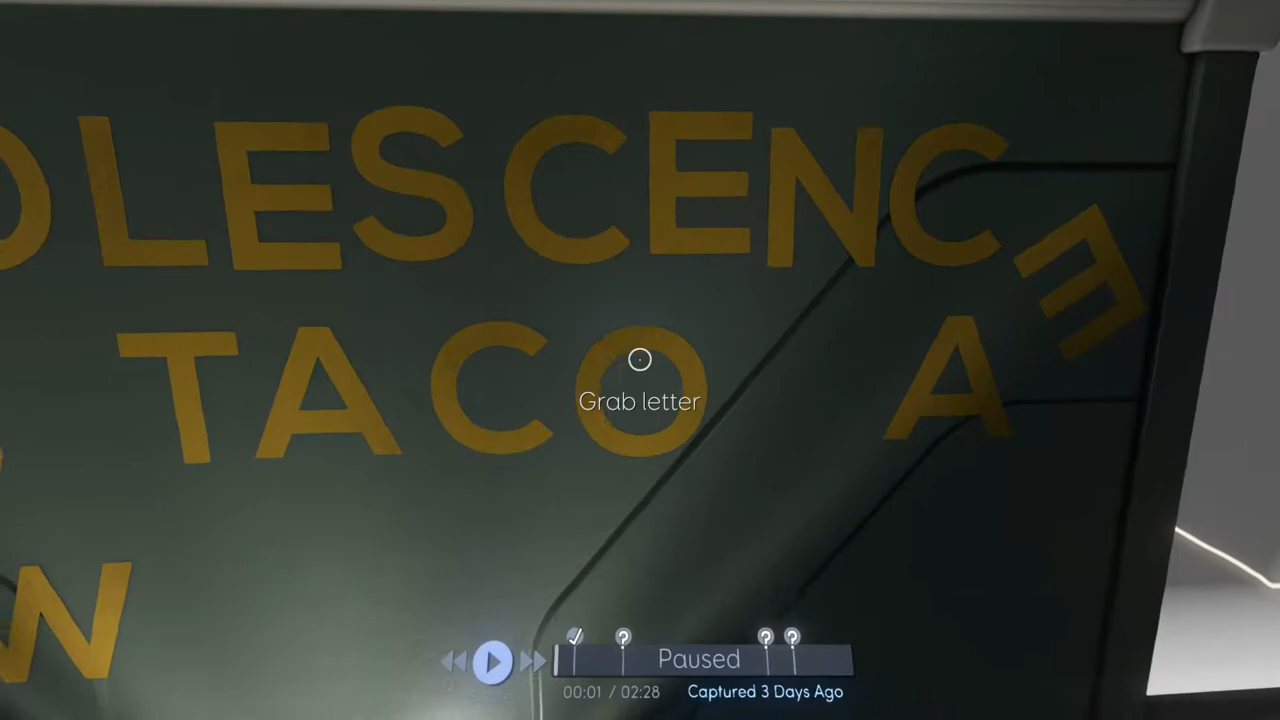 OLESCENCE
TACO A
Grab letter
W
Paused
00:01 / 02:28 Captured 3 Days Ago